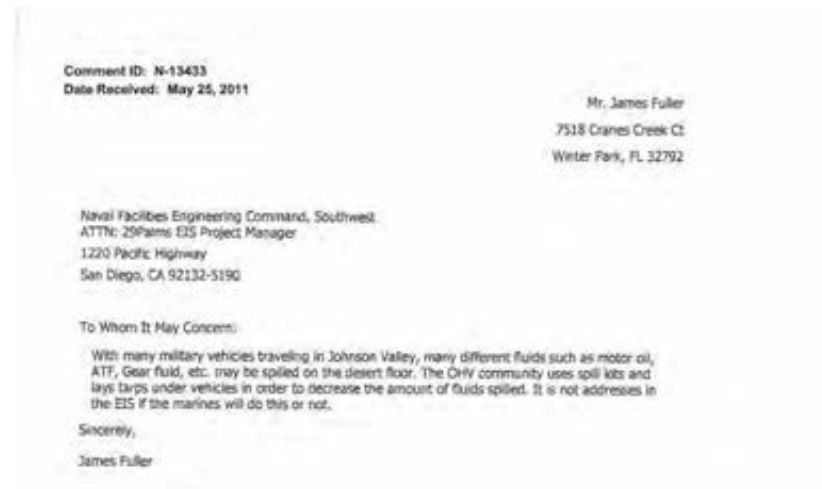 Comment ID: N-13433
Date Received: May 25, 2011
Mr. James Fuller
7518 Cranes Creek Ct
Winter Park, FL 32792
Naval Facilities Engineering Command, Southwest
ATTN: 29Palms EIS Project Manager
1220 Pacific Highway
San Diego, CA 92132-5190
To Whom It May Concern:
With many military vehicles traveling in Johnson Valley, many different fluids such as motor oil,
ATF, Gear fluid, etc. may be spilled on the desert floor. The OHV community uses spill kits and
lays tarps under vehicles in order to decrease the amount of fluids spilled. It is not addresses in
the EIS if the marines will do this or not.
Sincerely,
James Fuller